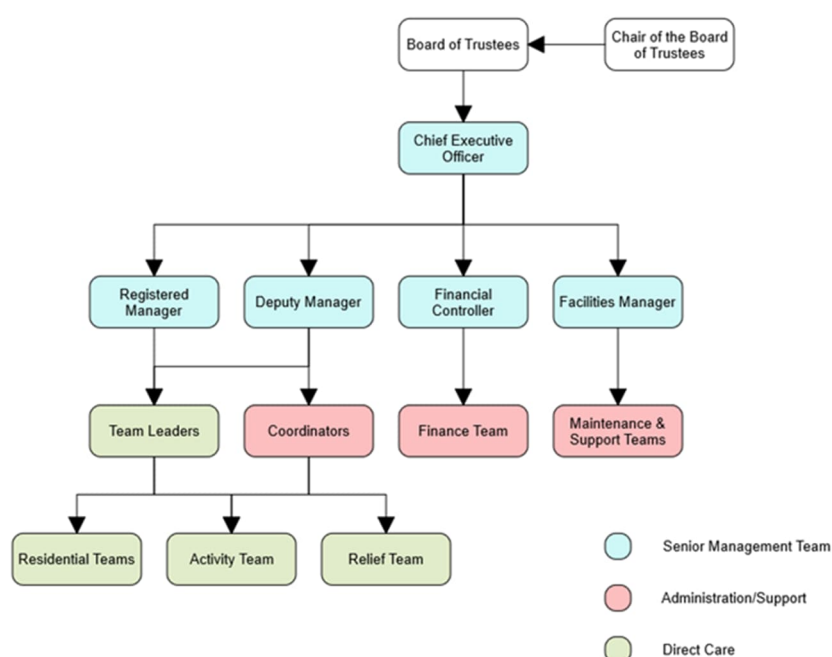 Board of Trustees
Chair of the Board
of Trustees
Chief Executive
Officer
Registered
Manager
Deputy Manager
Financial
Controller
Facilities Manager
Team Leaders
Coordinators
Finance Team
Maintenance &
Support Teams
Residential Teams
Activity Team
Relief Team
Senior Management Team
Administration/Support
Direct Care